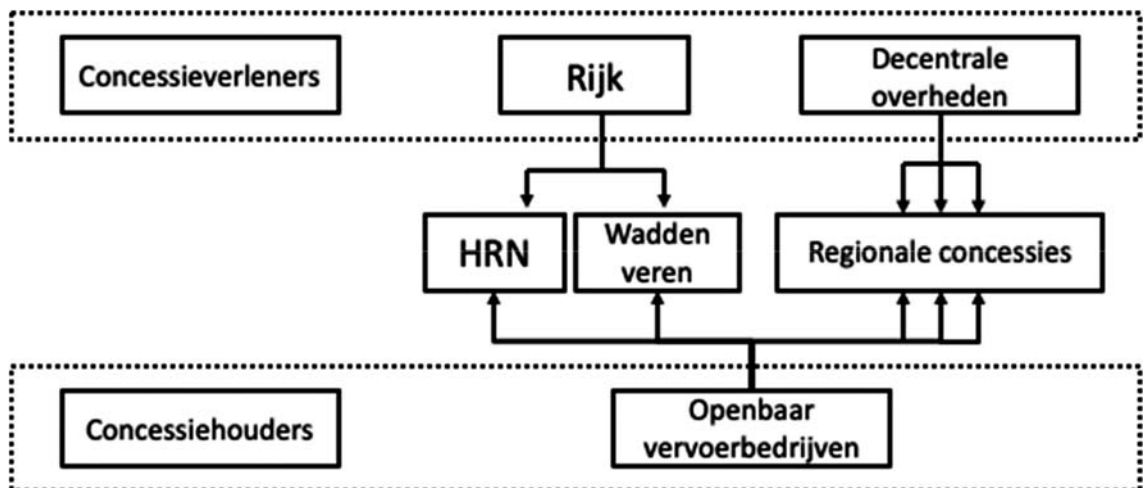 Concessieverleners
Rijk
Decentrale
overheden
HRN
Wadden
veren
Regionale concessies
Concessiehouders
Openbaar
vervoerbedrijven